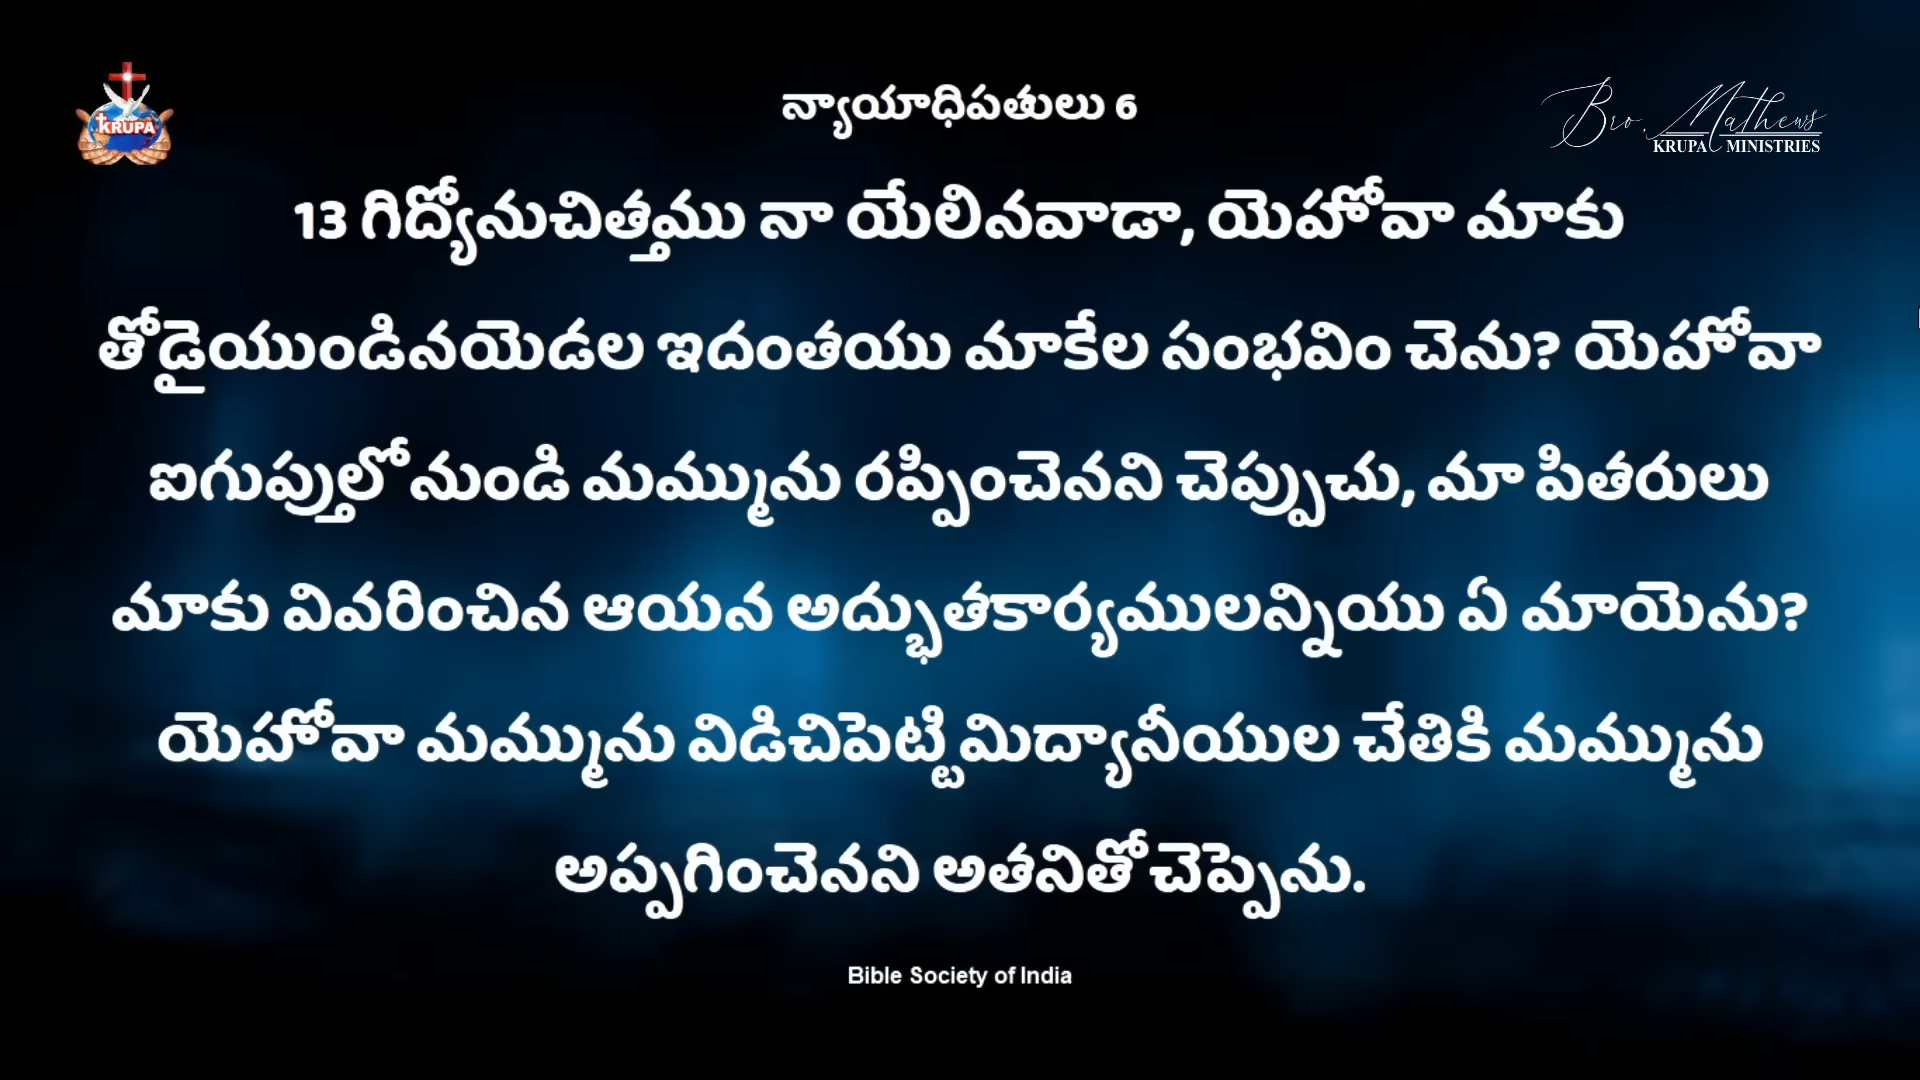 న్యాయాధిపతులు 6
KRUPA
Bro. Mathews
KRUPA MINISTRIES
13 గిద్యోనుచిత్తము నా యేలినవాడా, యెహోవా మాకు
తోడైయుండినయెడల ఇదంతయు మాకేల సంభవిం చెను? యెహోవా
ఐగుప్తులో నుండి మమ్మును రప్పించెనని చెప్పుచు, మా పితరులు
మాకు వివరించిన ఆయన అద్భుతకార్యములన్నియు ఏ మాయెను?
యెహోవా మమ్మును విడిచిపెట్టి మిద్యానీయుల చేతికి మమ్మును
అప్పగించెనని అతనితో చెప్పెను.
Bible Society of India